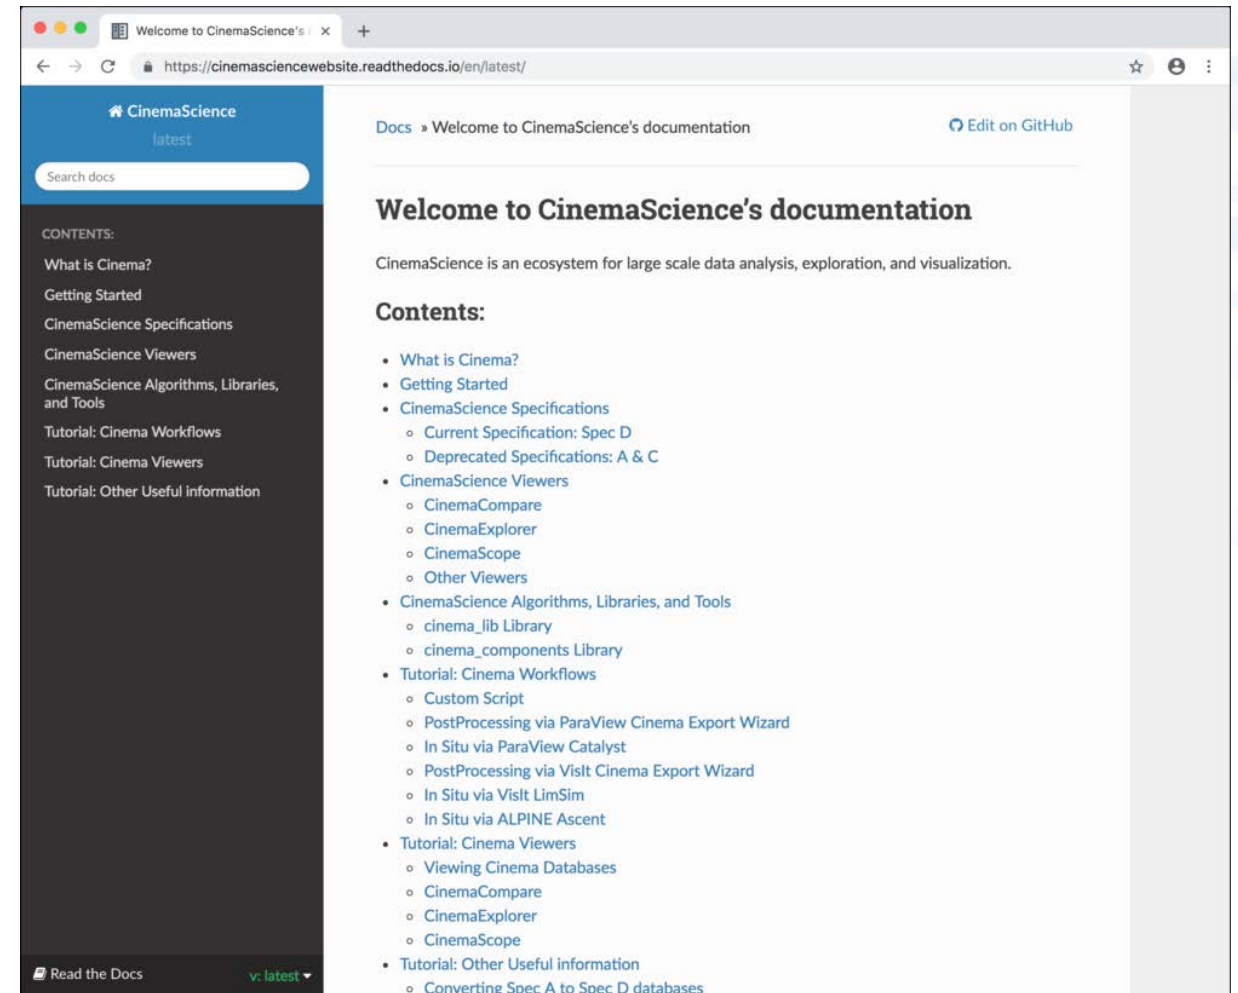 Welcome to CinemaScience's
https://cinemasciencewebsite.readthedocs.io/en/latest/
CinemaScience
latest
Search docs
CONTENTS:
What is Cinema?
Getting Started
CinemaScience Specifications
CinemaScience Viewers
CinemaScience Algorithms, Libraries,
and Tools
Tutorial: Cinema Workflows
Tutorial: Cinema Viewers
Tutorial: Other Useful information
Read the Docs
v: latest
Docs » Welcome to CinemaScience's documentation
Edit on GitHub
Welcome to CinemaScience's documentation
CinemaScience is an ecosystem for large scale data analysis, exploration, and visualization.
Contents:
• What is Cinema?
• Getting Started
• CinemaScience Specifications
◦ Current Specification: Spec D
◦ Deprecated Specifications: A & C
• CinemaScience Viewers
◦ CinemaCompare
◦ CinemaExplorer
◦ CinemaScope
◦ Other Viewers
• CinemaScience Algorithms, Libraries, and Tools
◦ cinema_lib Library
◦ cinema_components Library
• Tutorial: Cinema Workflows
◦ Custom Script
◦ PostProcessing via ParaView Cinema Export Wizard
◦ In Situ via ParaView Catalyst
◦ PostProcessing via VisIt Cinema Export Wizard
◦ In Situ via VisIt LimSim
◦ In Situ via ALPINE Ascent
• Tutorial: Cinema Viewers
◦ Viewing Cinema Databases
◦ CinemaCompare
◦ CinemaExplorer
◦ CinemaScope
• Tutorial: Other Useful information
◦ Converting Spec A to Spec D databases